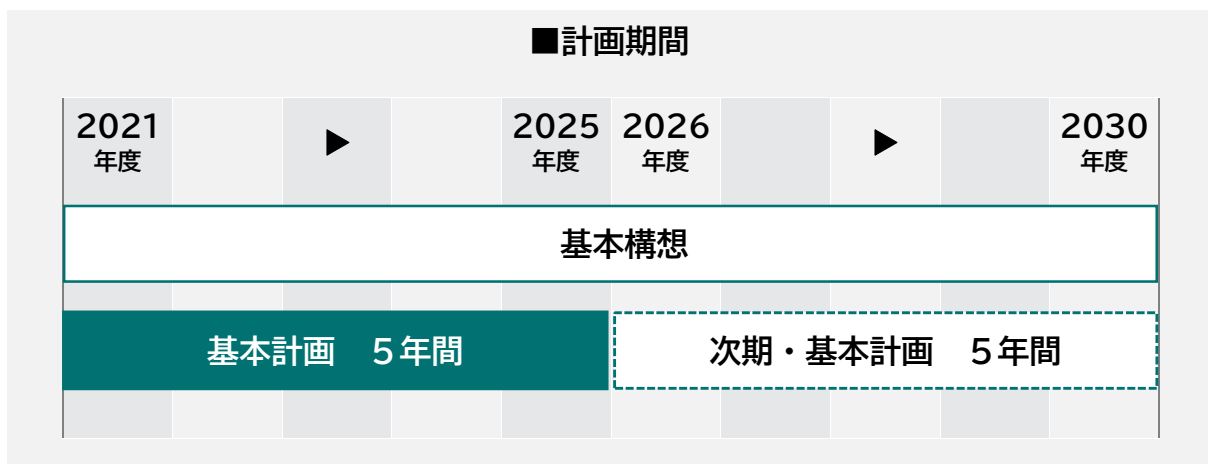 ■計画期間
2021 ▶ 2025 2026 ▶ 2030
年度 年度 年度 年度
基本構想
基本計画　５年間 次期・基本計画　５年間